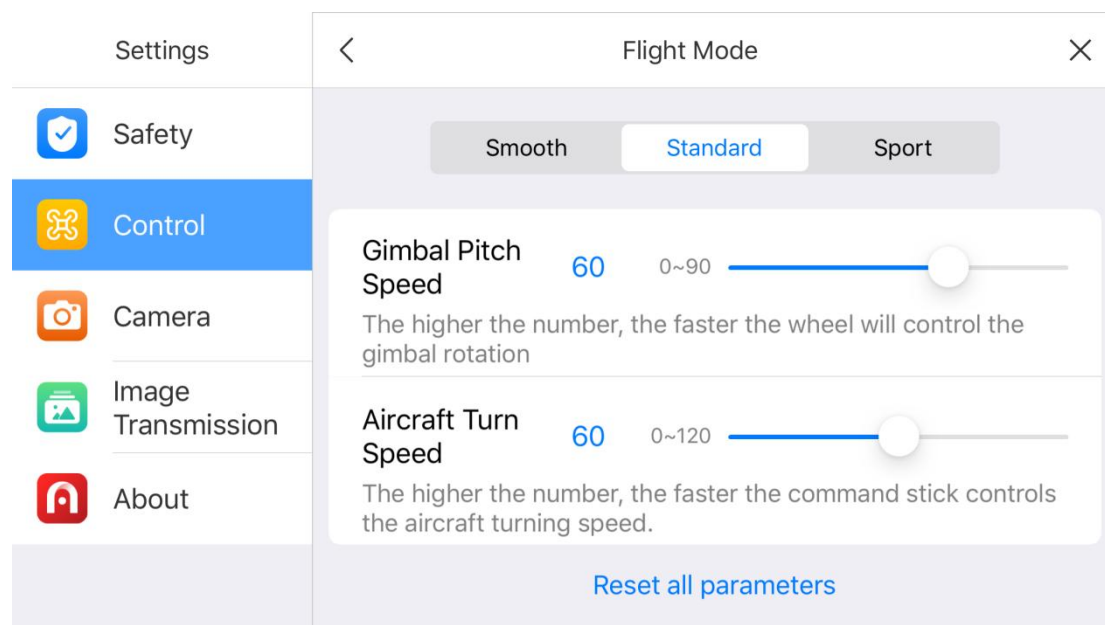 Settings
Safety
Control
Camera
Image
Transmission
About
Flight Mode
Smooth Standard Sport
Gimbal Pitch
Speed
60 0~90
The higher the number, the faster the wheel will control the
gimbal rotation
Aircraft Turn
Speed
60 0~120
The higher the number, the faster the command stick controls
the aircraft turning speed.
Reset all parameters